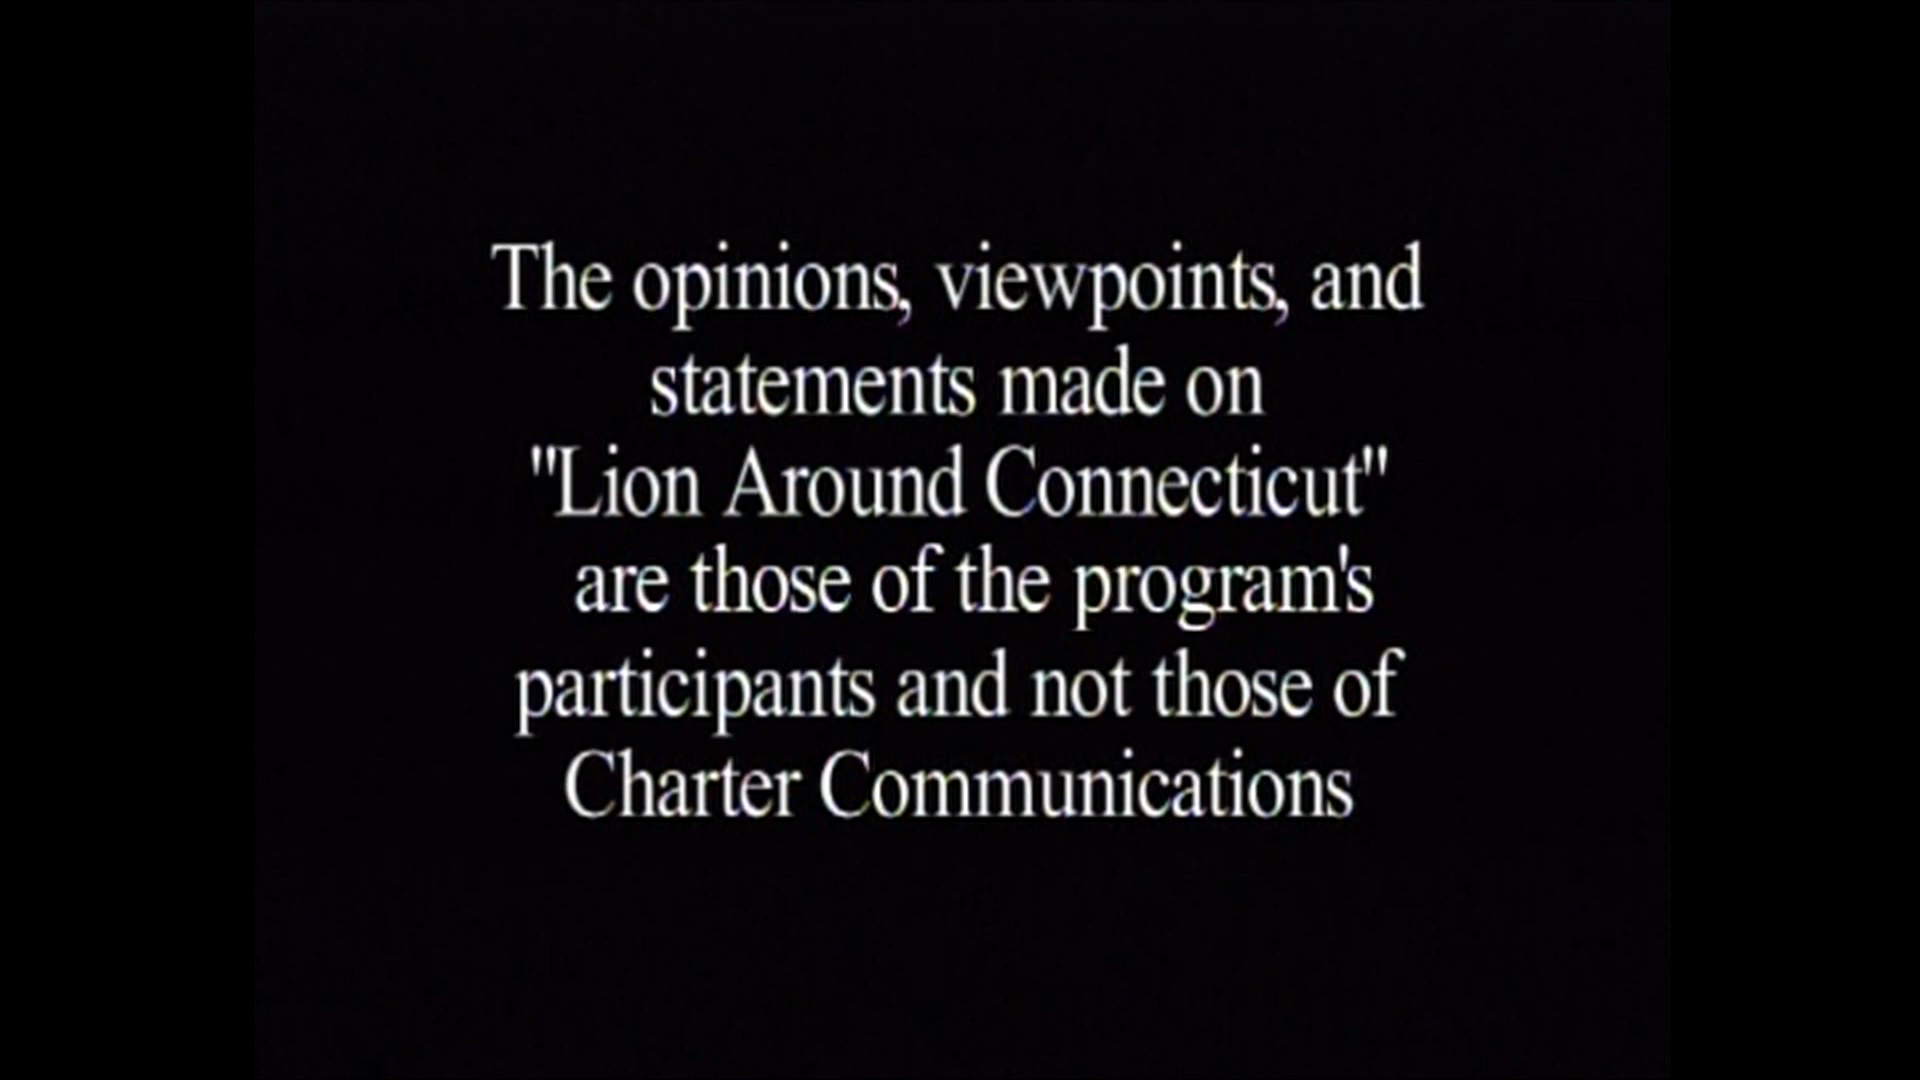 The opinions, viewpoints, and
statements made on
"Lion Around Connecticut"
are those of the program's
participants and not those of
Charter Communications